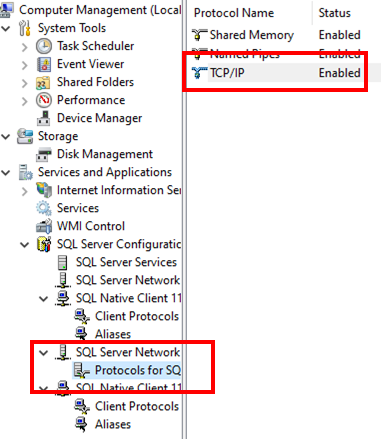 Computer Management (Local
System Tools
Task Scheduler
Event Viewer
Shared Folders
Performance
Device Manager
Storage
Disk Management
Services and Applications
Internet Information Ser
Services
WMI Control
SQL Server Configuratic
SQL Server Services
SQL Server Network
SQL Native Client 11
Client Protocols
Aliases
SQL Server Network
Protocols for SQ
SQL Native Client 11
Client Protocols
Aliases
Protocol Name Status
Shared Memory Enabled
Named Pipes Enabled
TCP/IP Enabled